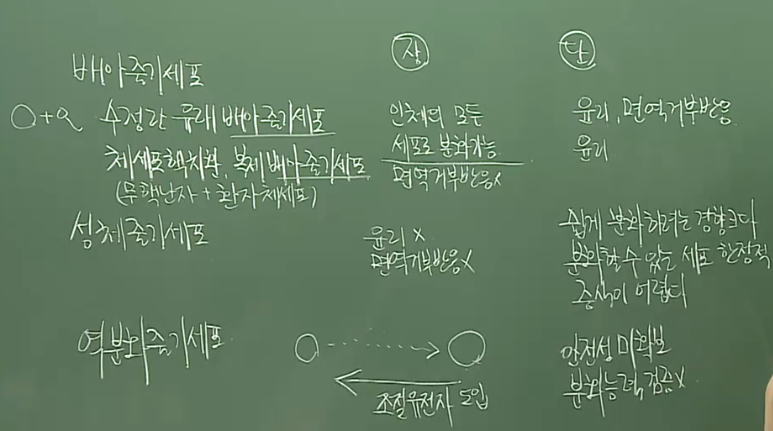 장 단
배아줄기세포
○+ 수정란 유래 배아줄기세포 인체의 모든 윤리, 면역거부반응
체세포핵치환, 복제배아줄기세포 세포로 분화가능 윤리
(무핵난자+환자체세포) 면역거부반응x
성체줄기세포 윤리x 쉽게 분화하려는 경향크다
면역거부반응x 분화할 수 있는 세포 한정적
증식이 어렵다
역분화줄기세포 안전성 미확보
조절유전자 도입 분화능력, 검증x